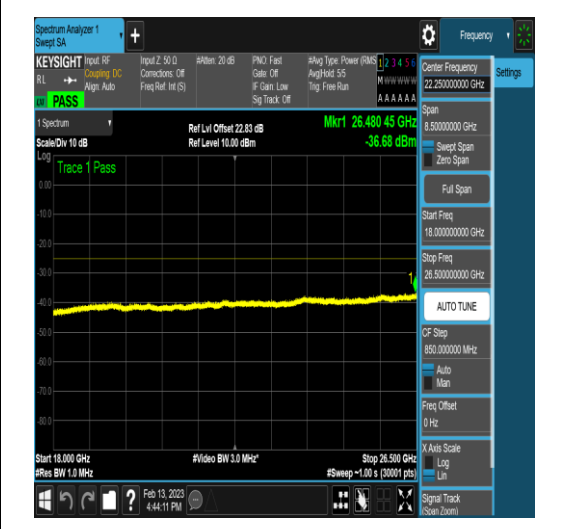 Spectrum Analyzer 1
Swept SA
+
Frequency
KEYSIGHT
RL
PASS
Input: RF
Coupling: DC
Align: Auto
Input Z: 50 Ω
Corrections: Off
Freq Ref: Int (S)
#Atten: 20 dB
PNO: Fast
Gate: Off
IF Gain: Low
Sig Track: Off
#Avg Type: Power (RMS
Avg|Hold: 5/5
Trig: Free Run
1 2 3 4 5 6
M W W W W W
A A A A A A
1 Spectrum
Scale/Div 10 dB
Ref Lvl Offset 22.83 dB
Ref Level 10.00 dBm
Mkr1 26.480 45 GHz
-36.68 dBm
Log
Trace 1 Pass
0.00
-10.0
-20.0
-30.0
-40.0
-50.0
-60.0
-70.0
-80.0
1
Start 18.000 GHz
#Res BW 1.0 MHz
#Video BW 3.0 MHz*
Stop 26.500 GHz
#Sweep ~1.00 s (30001 pts)
?
Feb 13, 2023
4:44:11 PM
Center Frequency
22.250000000 GHz
Settings
Span
8.50000000 GHz
Swept Span
Zero Span
Full Span
Start Freq
18.000000000 GHz
Stop Freq
26.500000000 GHz
AUTO TUNE
CF Step
850.000000 MHz
Auto
Man
Freq Offset
0 Hz
X Axis Scale
Log
Lin
Signal Track
(Span Zoom)